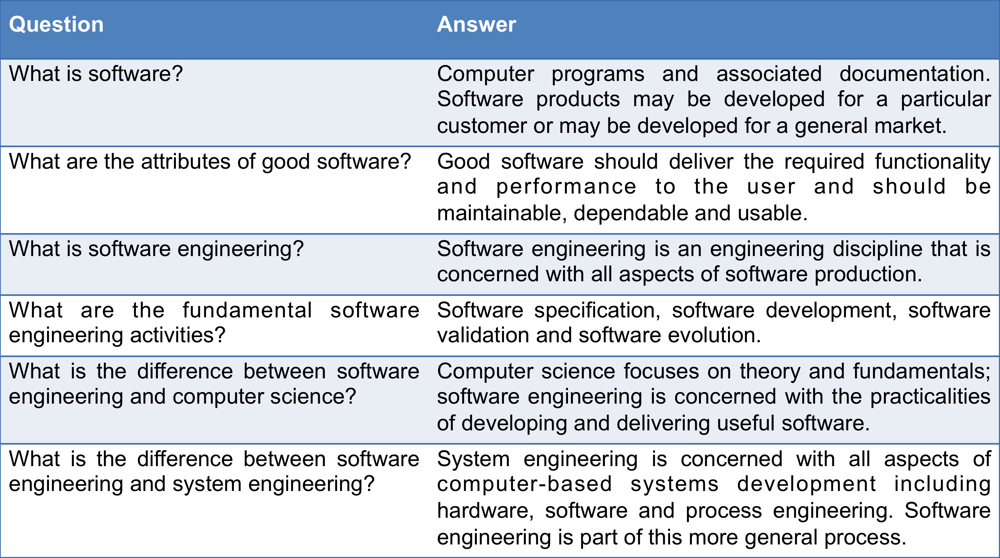 Question
Answer
What is software?
Computer programs and associated documentation.
Software products may be developed for a particular
customer or may be developed for a general market.
What are the attributes of good software?
Good software should deliver the required functionality
and performance to the user and should be
maintainable, dependable and usable.
What is software engineering?
Software engineering is an engineering discipline that is
concerned with all aspects of software production.
What are the fundamental software
engineering activities?
Software specification, software development, software
validation and software evolution.
What is the difference between software
engineering and computer science?
Computer science focuses on theory and fundamentals;
software engineering is concerned with the practicalities
of developing and delivering useful software.
What is the difference between software
engineering and system engineering?
System engineering is concerned with all aspects of
computer-based systems development including
hardware, software and process engineering. Software
engineering is part of this more general process.